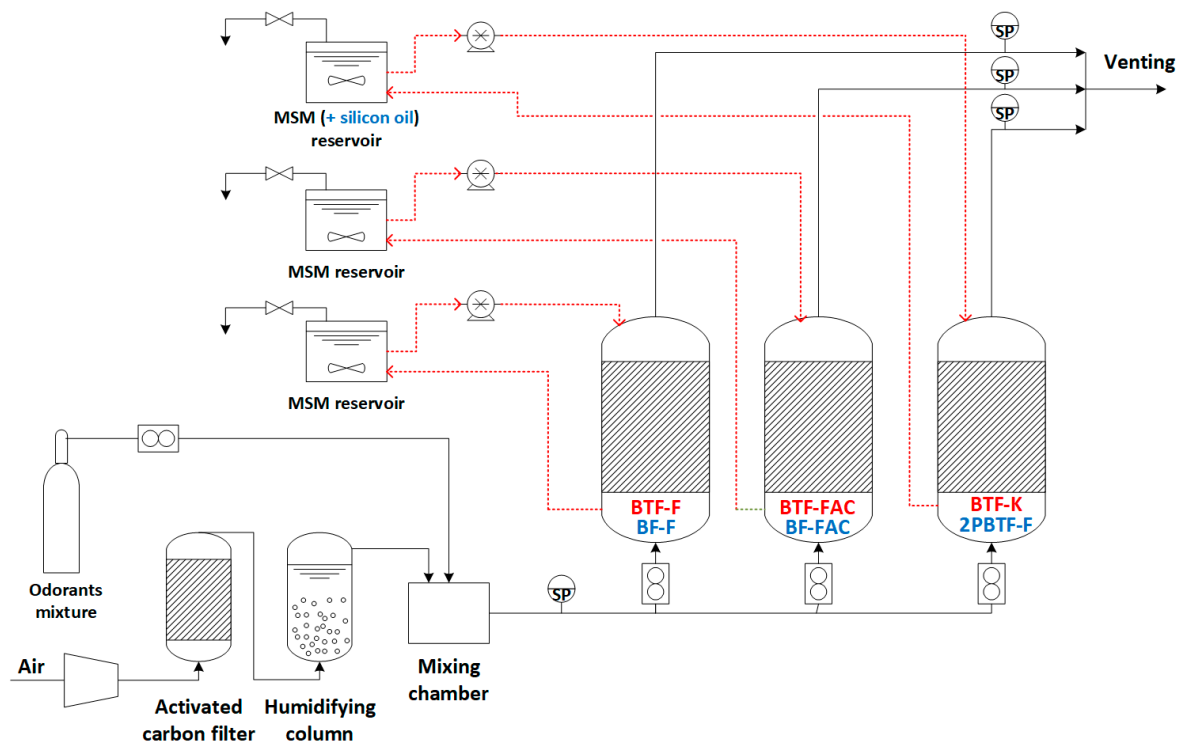 SP
SP
Venting
SP
MSM (+ silicon oil)
reservoir
MSM reservoir
MSM reservoir
BTF-F
BF-F
BTF-FAC
BF-FAC
BTF-K
2PBTF-F
Odorants
mixture
SP
Air
Mixing
chamber
Activated
carbon filter
Humidifying
column